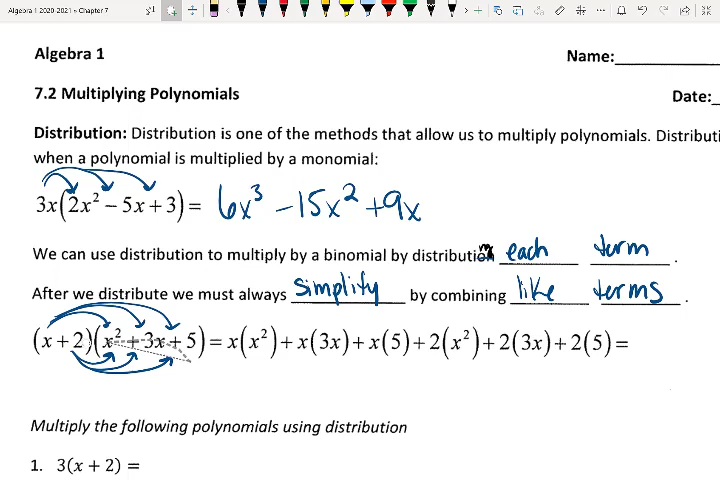 Algebra 1 2020-2021 » Chapter 7
Algebra 1
Name:
7.2 Multiplying Polynomials
Date:
Distribution: Distribution is one of the methods that allow us to multiply polynomials. Distributi
when a polynomial is multiplied by a monomial:
3x(2x² − 5x + 3) = 6x³ − 15x² + 9x
We can use distribution to multiply by a binomial by distribution each term.
After we distribute we must always simplify by combining like terms.
(x + 2)(x² + 3x + 5) = x(x²) + x(3x) + x(5) + 2(x²) + 2(3x) + 2(5) =
Multiply the following polynomials using distribution
1. 3(x + 2) =